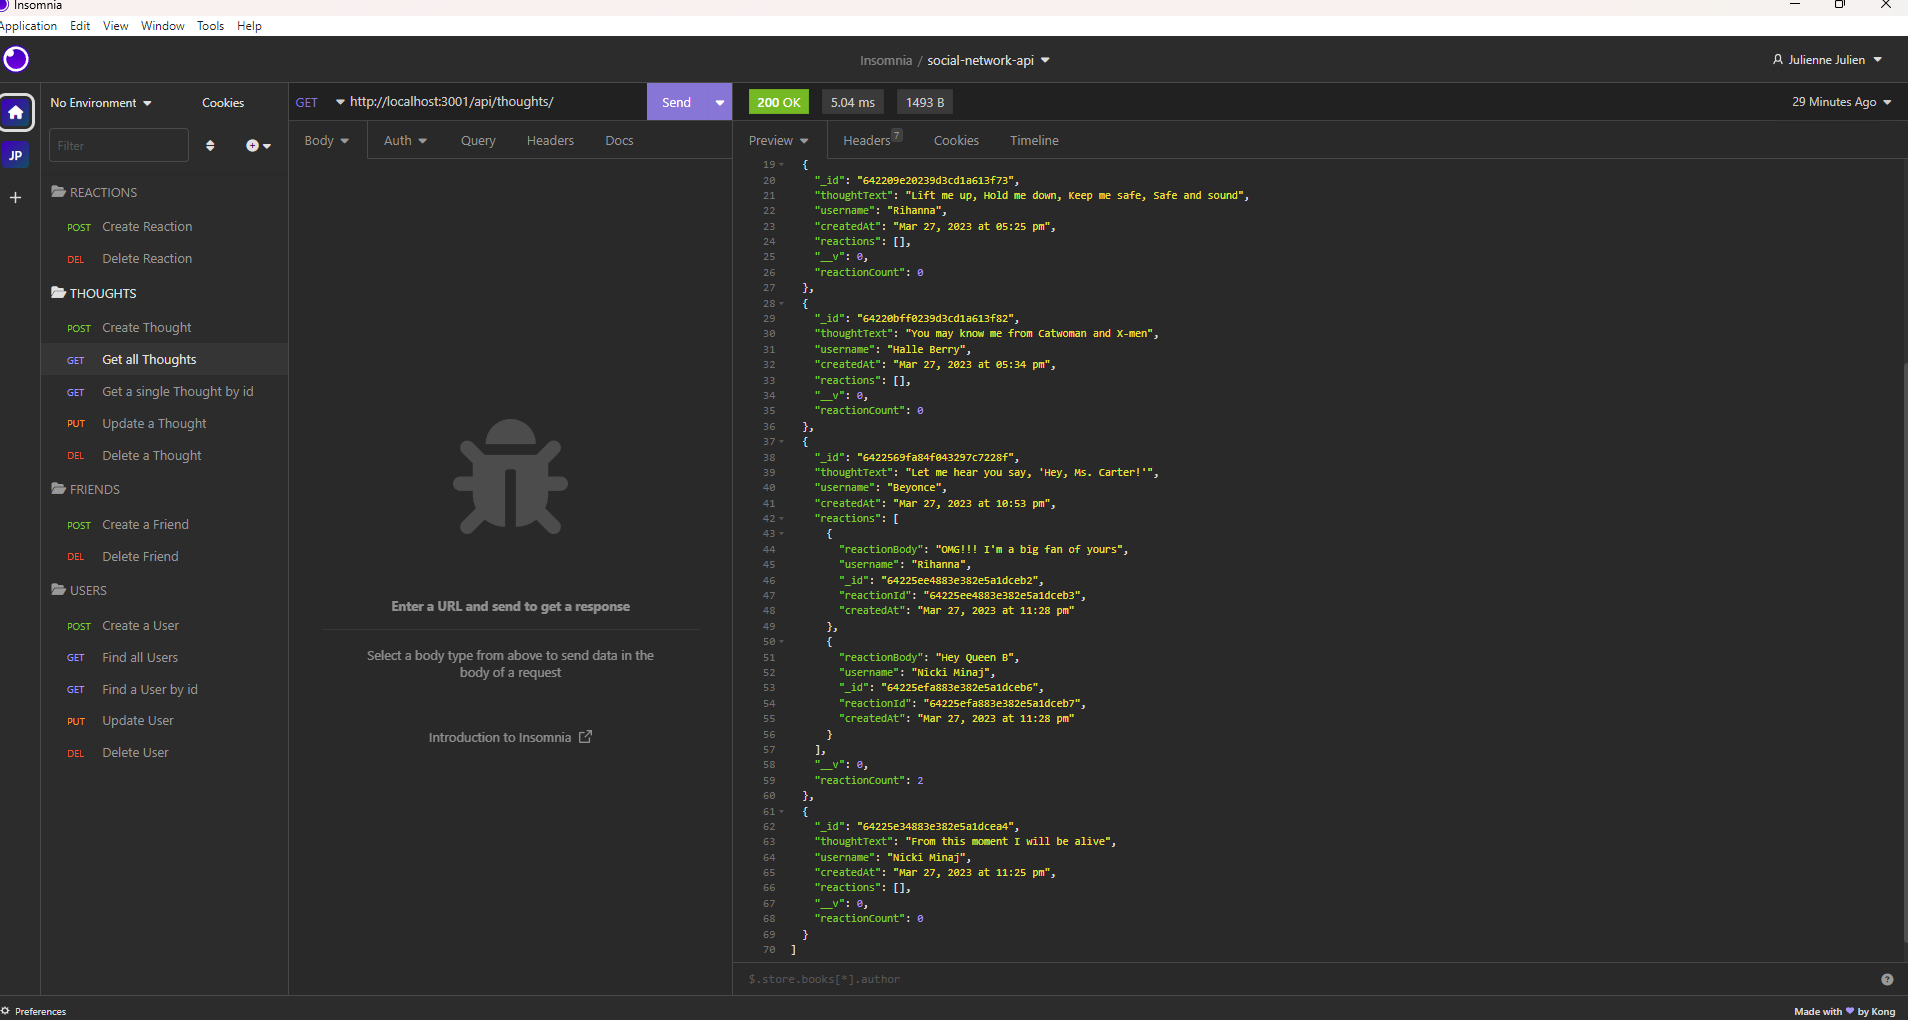 Insomnia
Application Edit View Window Tools Help
Insomnia / social-network-api
Julienne Julien
No Environment
Cookies
GET http://localhost:3001/api/thoughts/
Send
200 OK
5.04 ms
1493 B
29 Minutes Ago
JP
Filter
Body
Auth
Query
Headers
Docs
Preview
Headers 7
Cookies
Timeline
REACTIONS
POST Create Reaction
DEL Delete Reaction
THOUGHTS
POST Create Thought
GET Get all Thoughts
GET Get a single Thought by id
PUT Update a Thought
DEL Delete a Thought
FRIENDS
POST Create a Friend
DEL Delete Friend
USERS
POST Create a User
GET Find all Users
GET Find a User by id
PUT Update User
DEL Delete User
Enter a URL and send to get a response
Select a body type from above to send data in the
body of a request
Introduction to Insomnia
19 {
20 "_id": "642209e20239d3cd1a613f73",
21 "thoughtText": "Lift me up, Hold me down, Keep me safe, Safe and sound",
22 "username": "Rihanna",
23 "createdAt": "Mar 27, 2023 at 05:25 pm",
24 "reactions": [],
25 "__v": 0,
26 "reactionCount": 0
27 },
28 {
29 "_id": "64220bff0239d3cd1a613f82",
30 "thoughtText": "You may know me from Catwoman and X-men",
31 "username": "Halle Berry",
32 "createdAt": "Mar 27, 2023 at 05:34 pm",
33 "reactions": [],
34 "__v": 0,
35 "reactionCount": 0
36 },
37 {
38 "_id": "6422569fa84f043297c7228f",
39 "thoughtText": "Let me hear you say, 'Hey, Ms. Carter!'",
40 "username": "Beyonce",
41 "createdAt": "Mar 27, 2023 at 10:53 pm",
42 "reactions": [
43 {
44 "reactionBody": "OMG!!! I'm a big fan of yours",
45 "username": "Rihanna",
46 "_id": "64225ee4883e382e5a1dceb2",
47 "reactionId": "64225ee4883e382e5a1dceb3",
48 "createdAt": "Mar 27, 2023 at 11:28 pm"
49 },
50 {
51 "reactionBody": "Hey Queen B",
52 "username": "Nicki Minaj",
53 "_id": "64225efa883e382e5a1dceb6",
54 "reactionId": "64225efa883e382e5a1dceb7",
55 "createdAt": "Mar 27, 2023 at 11:28 pm"
56 }
57 ],
58 "__v": 0,
59 "reactionCount": 2
60 },
61 {
62 "_id": "64225e34883e382e5a1dcea4",
63 "thoughtText": "From this moment I will be alive",
64 "username": "Nicki Minaj",
65 "createdAt": "Mar 27, 2023 at 11:25 pm",
66 "reactions": [],
67 "__v": 0,
68 "reactionCount": 0
69 }
70 ]
$.store.books[*].author
Preferences
Made with by Kong